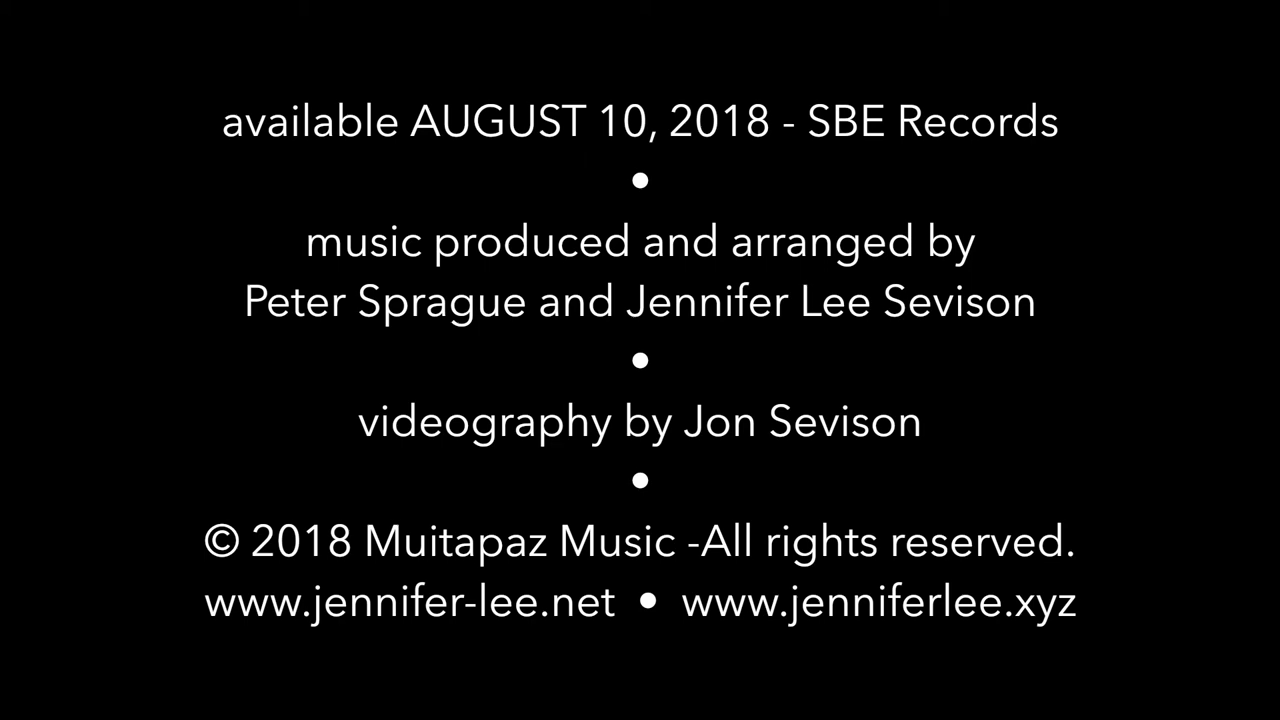 available AUGUST 10, 2018 - SBE Records
•
music produced and arranged by
Peter Sprague and Jennifer Lee Sevison
•
videography by Jon Sevison
•
© 2018 Muitapaz Music -All rights reserved.
www.jennifer-lee.net • www.jenniferlee.xyz